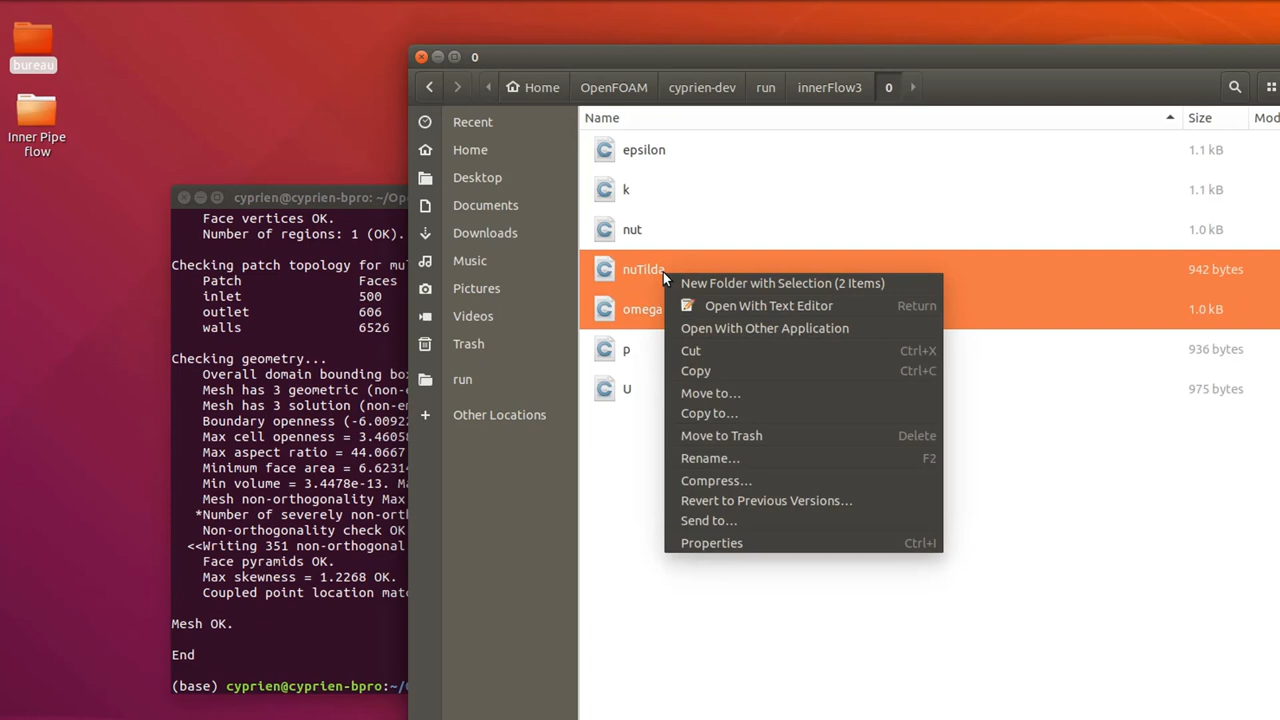 bureau
Inner Pipe
flow
cyprien@cyprien-bpro: ~/Op
Face vertices OK.
Number of regions: 1 (OK).
Checking patch topology for mu
Patch Faces
inlet 500
outlet 606
walls 6526
Checking geometry...
Overall domain bounding bo
Mesh has 3 geometric (non-e
Mesh has 3 solution (non-em
Boundary openness (-6.00922
Max cell openness = 3.46058
Max aspect ratio = 44.0667
Minimum face area = 6.62314
Min volume = 3.4478e-13. M
Mesh non-orthogonality Max
*Number of severely non-ort
Non-orthogonality check OK
<<Writing 351 non-orthogonal
Face pyramids OK.
Max skewness = 1.2268 OK.
Coupled point location mat
Mesh OK.
End
(base) cyprien@cyprien-bpro:~/
0
Home OpenFOAM cyprien-dev run innerFlow3 0
Recent
Home
Desktop
Documents
Downloads
Music
Pictures
Videos
Trash
run
+ Other Locations
Name Size Mod
epsilon 1.1 kB
k 1.1 kB
nut 1.0 kB
nuTilda 942 bytes
omega 1.0 kB
p 936 bytes
U 975 bytes
New Folder with Selection (2 Items)
Open With Text Editor Return
Open With Other Application
Cut Ctrl+X
Copy Ctrl+C
Move to…
Copy to…
Move to Trash Delete
Rename… F2
Compress…
Revert to Previous Versions…
Send to…
Properties Ctrl+I